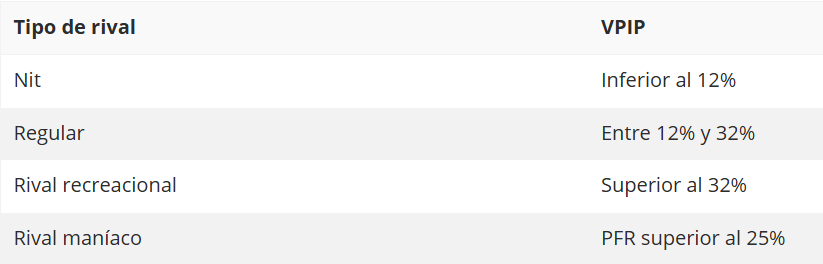 Tipo de rival VPIP
Nit Inferior al 12%
Regular Entre 12% y 32%
Rival recreacional Superior al 32%
Rival maníaco PFR superior al 25%